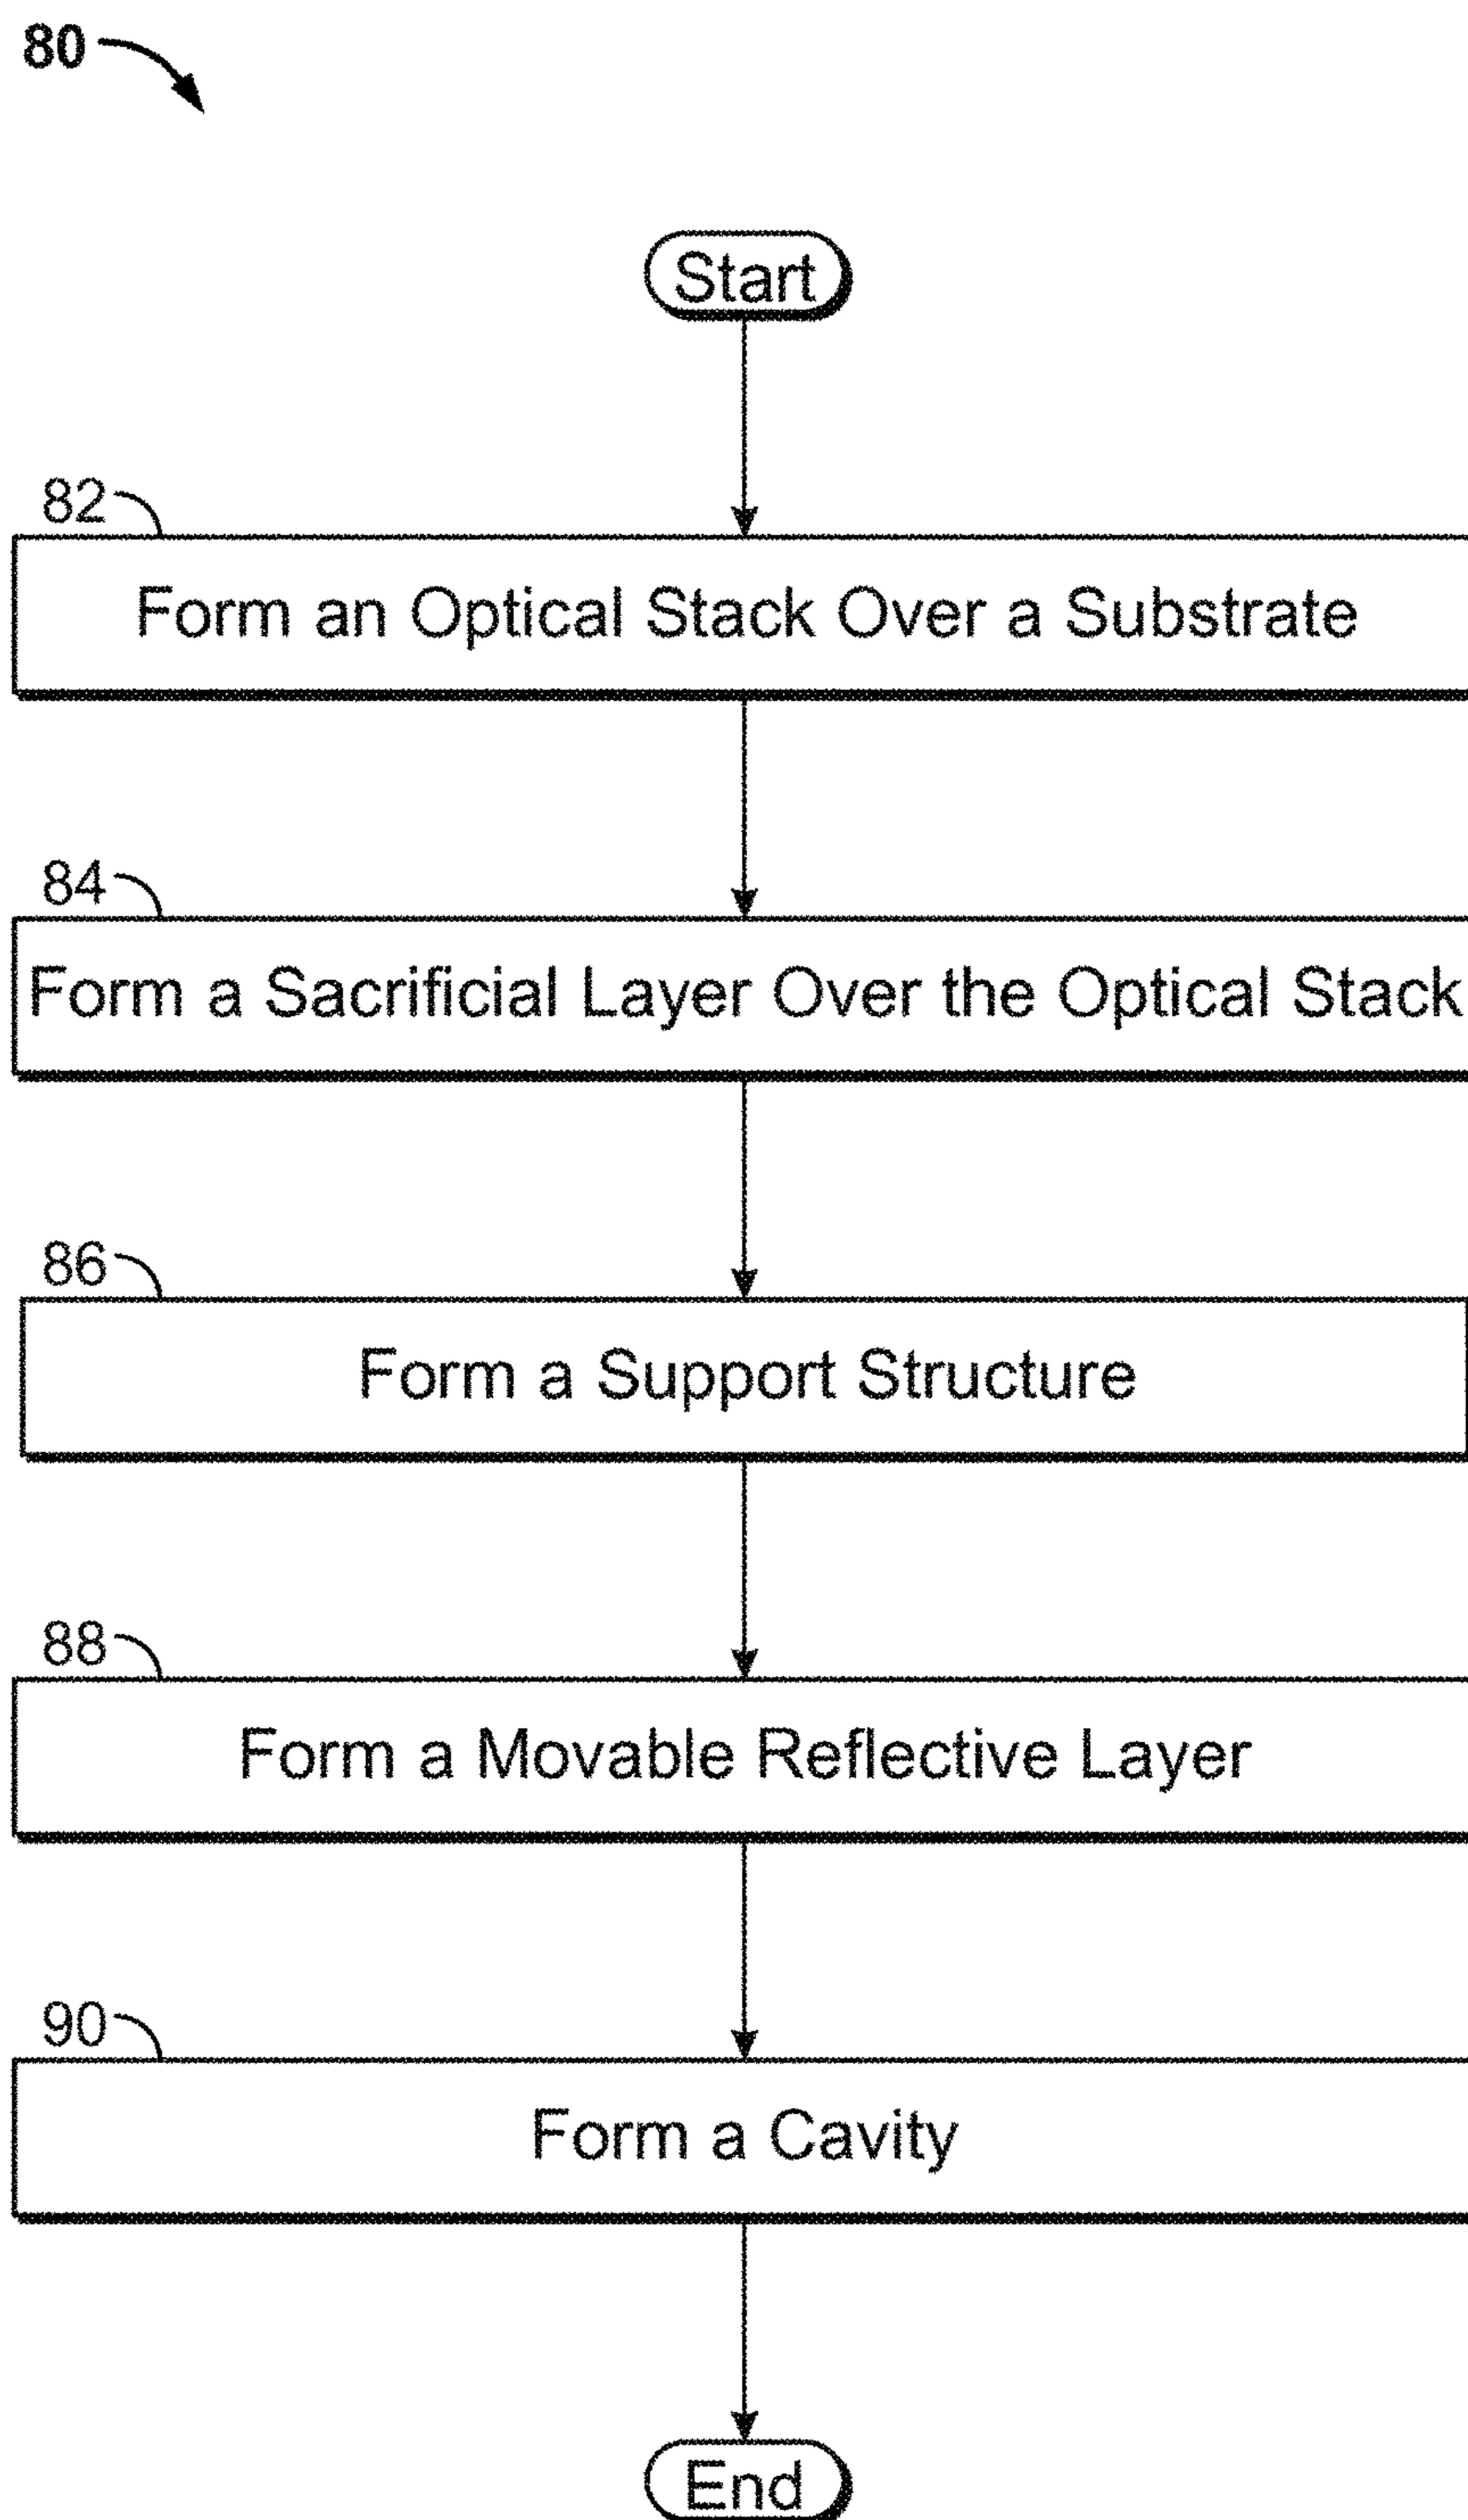 80
Start
82
Form an Optical Stack Over a Substrate
84
Form a Sacrificial Layer Over the Optical Stack
86
Form a Support Structure
88
Form a Movable Reflective Layer
90
Form a Cavity
End